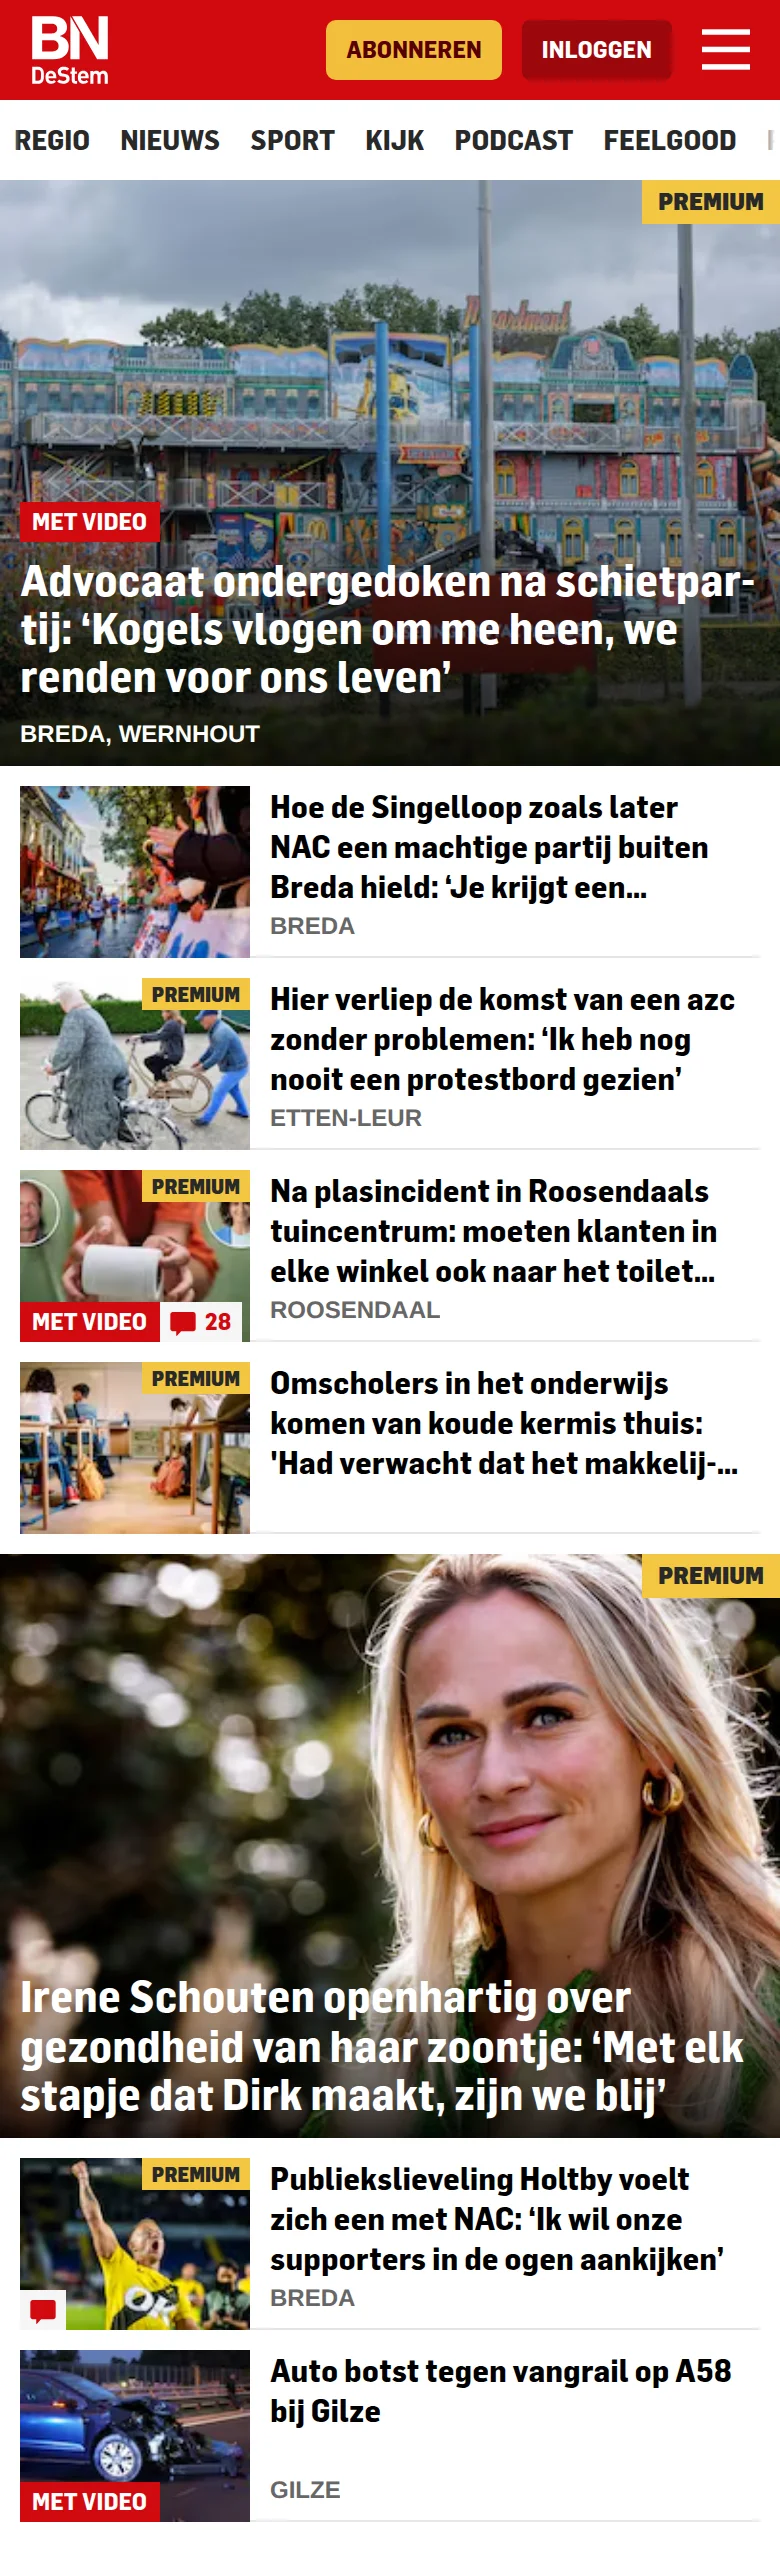 BN
DeStem
ABONNEREN
INLOGGEN
REGIO NIEUWS SPORT KIJK PODCAST FEELGOOD
PREMIUM
MET VIDEO
Advocaat ondergedoken na schietpar-
tij: ‘Kogels vlogen om me heen, we
renden voor ons leven’
BREDA, WERNHOUT
Hoe de Singelloop zoals later
NAC een machtige partij buiten
Breda hield: ‘Je krijgt een...
BREDA
PREMIUM
Hier verliep de komst van een azc
zonder problemen: ‘Ik heb nog
nooit een protestbord gezien’
ETTEN-LEUR
PREMIUM
MET VIDEO
28
Na plasincident in Roosendaals
tuincentrum: moeten klanten in
elke winkel ook naar het toilet...
ROOSENDAAL
PREMIUM
Omscholers in het onderwijs
komen van koude kermis thuis:
'Had verwacht dat het makkelij-...
PREMIUM
Irene Schouten openhartig over
gezondheid van haar zoontje: ‘Met elk
stapje dat Dirk maakt, zijn we blij’
PREMIUM
Publiekslieveling Holtby voelt
zich een met NAC: ‘Ik wil onze
supporters in de ogen aankijken’
BREDA
MET VIDEO
Auto botst tegen vangrail op A58
bij Gilze
GILZE